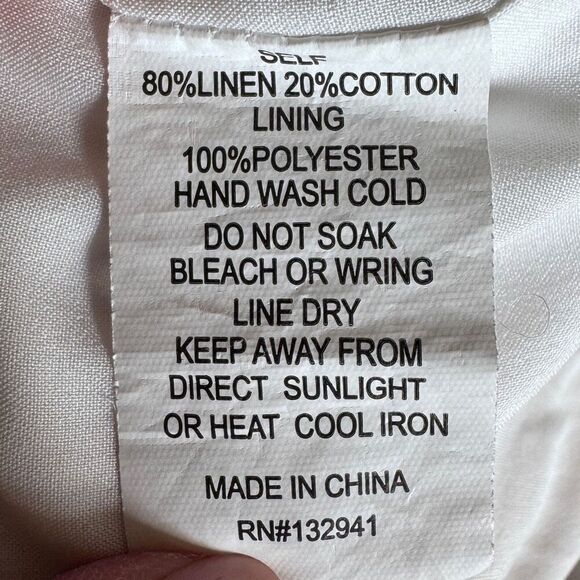 SELF
80%LINEN 20%COTTON
LINING
100%POLYESTER
HAND WASH COLD
DO NOT SOAK
BLEACH OR WRING
LINE DRY
KEEP AWAY FROM
DIRECT SUNLIGHT
OR HEAT COOL IRON
MADE IN CHINA
RN#132941